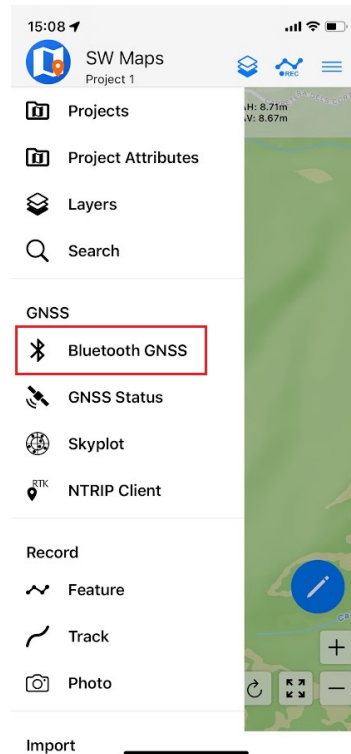 15:08
SW Maps
Project 1
REC
Projects
H: 8.71m
V: 8.67m
Project Attributes
Layers
Search
GNSS
Bluetooth GNSS
GNSS Status
Skyplot
RTK
NTRIP Client
Record
Feature
Track
Photo
Import